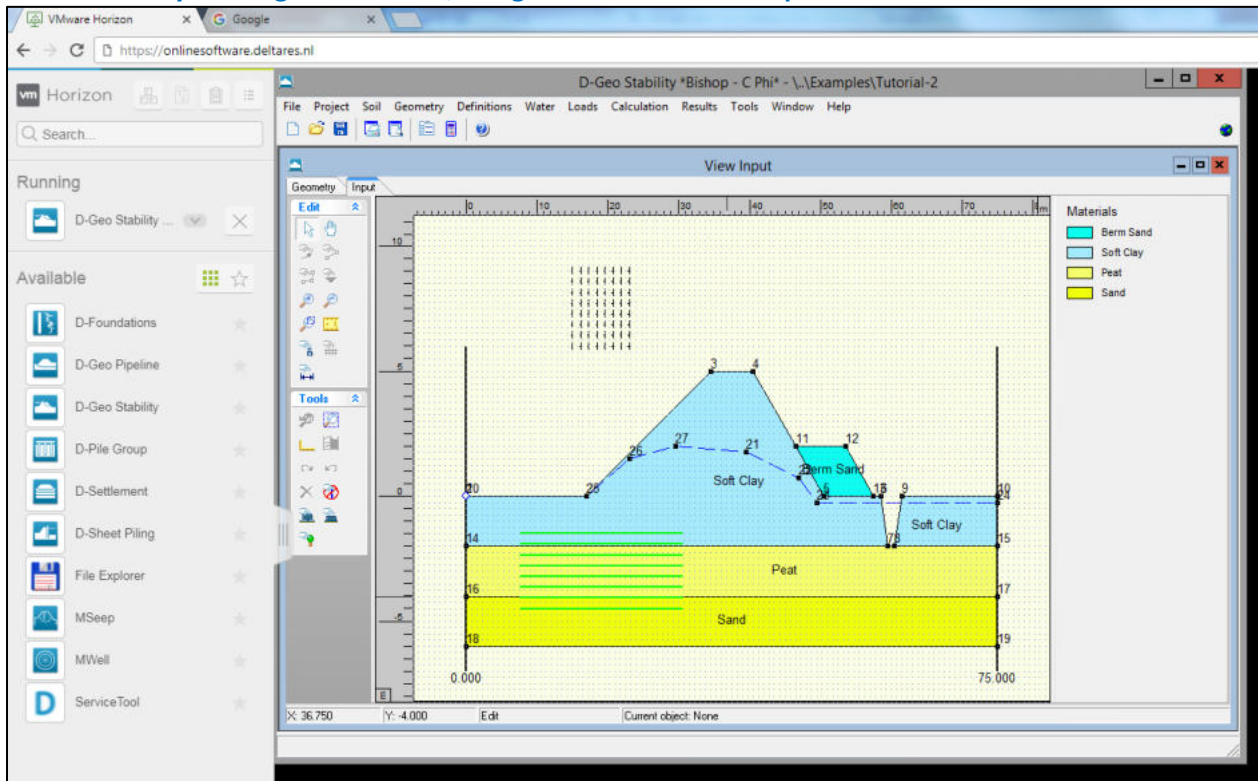 VMware Horizon
Google
https://onlinesoftware.deltares.nl
vm Horizon
Search...
Running
D-Geo Stability ...
Available
D-Foundations
D-Geo Pipeline
D-Geo Stability
D-Pile Group
D-Settlement
D-Sheet Piling
File Explorer
MSeep
MWell
D ServiceTool
D-Geo Stability *Bishop - C Phi* - \..\Examples\Tutorial-2
File Project Soil Geometry Definitions Water Loads Calculation Results Tools Window Help
View Input
Geometry Input
Edit
Tools
0 10 20 30 40 50 60 70 m
10
5
0
-5
3 4
27 21 11 12
26
Berm Sand
Soft Clay
25 5 9 10
24
Soft Clay
14 15
Peat
16 17
Sand
18 19
0.000 75.000
E
Materials
Berm Sand
Soft Clay
Peat
Sand
X: 36.750 Y: -4.000 Edit Current object: None